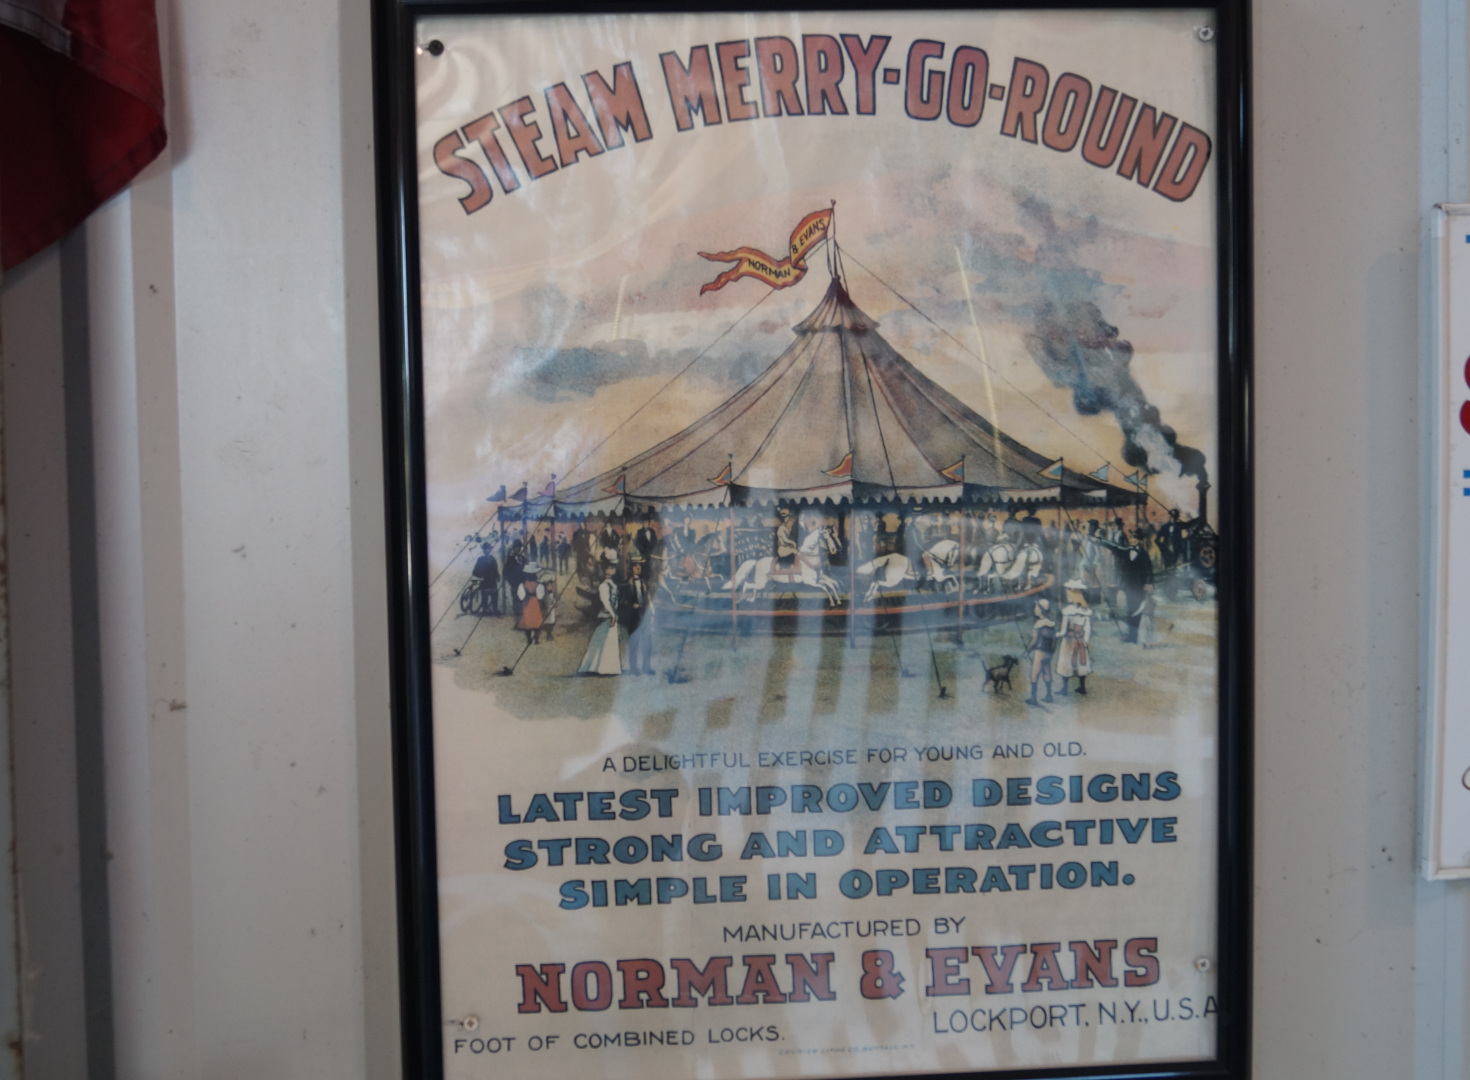 STEAM MERRY-GO-ROUND
NORMAN & EVANS
A DELIGHTFUL EXERCISE FOR YOUNG AND OLD.
LATEST IMPROVED DESIGNS
STRONG AND ATTRACTIVE
SIMPLE IN OPERATION.
MANUFACTURED BY
NORMAN & EVANS
LOCKPORT, N.Y., U.S.A
FOOT OF COMBINED LOCKS.